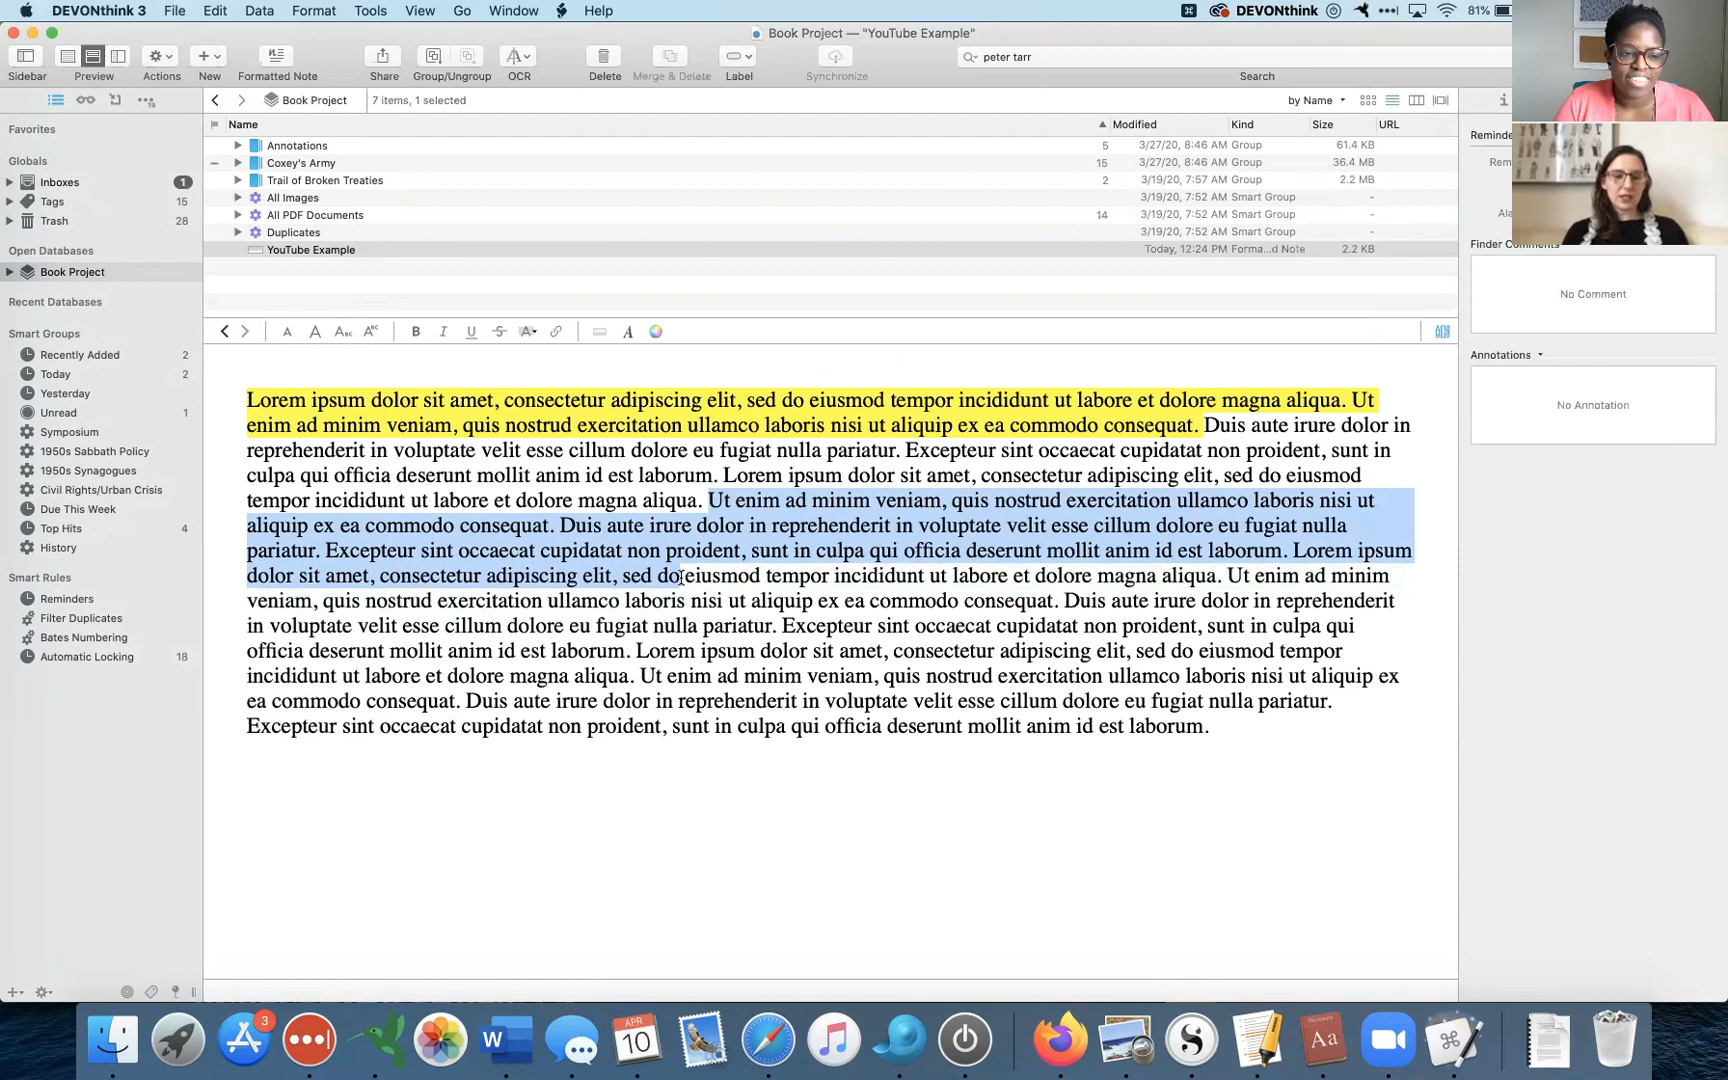 DEVONthink 3 File Edit Data Format Tools View Go Window Help DEVONthink 81%
Book Project — "YouTube Example"
peter tarr
Sidebar Preview Actions New Formatted Note Share Group/Ungroup OCR Delete Merge & Delete Label Synchronize Search
Book Project 7 items, 1 selected by Name
Name Modified Kind Size URL
Annotations 5 3/27/20, 8:46 AM Group 61.4 KB
Coxey's Army 15 3/27/20, 8:46 AM Group 36.4 MB
Trail of Broken Treaties 2 3/19/20, 7:57 AM Group 2.2 MB
All Images 3/19/20, 7:52 AM Smart Group -
All PDF Documents 14 3/19/20, 7:52 AM Smart Group -
Duplicates 3/19/20, 7:52 AM Smart Group -
YouTube Example Today, 12:24 PM Forma...d Note 2.2 KB
Favorites
Globals
Inboxes 1
Tags 15
Trash 28
Open Databases
Book Project
Recent Databases
Smart Groups
Recently Added 2
Today 2
Yesterday
Unread 1
Symposium
1950s Sabbath Policy
1950s Synagogues
Civil Rights/Urban Crisis
Due This Week
Top Hits 4
History
Smart Rules
Reminders
Filter Duplicates
Bates Numbering
Automatic Locking 18
Lorem ipsum dolor sit amet, consectetur adipiscing elit, sed do eiusmod tempor incididunt ut labore et dolore magna aliqua. Ut
enim ad minim veniam, quis nostrud exercitation ullamco laboris nisi ut aliquip ex ea commodo consequat. Duis aute irure dolor in
reprehenderit in voluptate velit esse cillum dolore eu fugiat nulla pariatur. Excepteur sint occaecat cupidatat non proident, sunt in
culpa qui officia deserunt mollit anim id est laborum. Lorem ipsum dolor sit amet, consectetur adipiscing elit, sed do eiusmod
tempor incididunt ut labore et dolore magna aliqua. Ut enim ad minim veniam, quis nostrud exercitation ullamco laboris nisi ut
aliquip ex ea commodo consequat. Duis aute irure dolor in reprehenderit in voluptate velit esse cillum dolore eu fugiat nulla
pariatur. Excepteur sint occaecat cupidatat non proident, sunt in culpa qui officia deserunt mollit anim id est laborum. Lorem ipsum
dolor sit amet, consectetur adipiscing elit, sed do eiusmod tempor incididunt ut labore et dolore magna aliqua. Ut enim ad minim
veniam, quis nostrud exercitation ullamco laboris nisi ut aliquip ex ea commodo consequat. Duis aute irure dolor in reprehenderit
in voluptate velit esse cillum dolore eu fugiat nulla pariatur. Excepteur sint occaecat cupidatat non proident, sunt in culpa qui
officia deserunt mollit anim id est laborum. Lorem ipsum dolor sit amet, consectetur adipiscing elit, sed do eiusmod tempor
incididunt ut labore et dolore magna aliqua. Ut enim ad minim veniam, quis nostrud exercitation ullamco laboris nisi ut aliquip ex
ea commodo consequat. Duis aute irure dolor in reprehenderit in voluptate velit esse cillum dolore eu fugiat nulla pariatur.
Excepteur sint occaecat cupidatat non proident, sunt in culpa qui officia deserunt mollit anim id est laborum.
No Comment
Annotations
No Annotation
3
APR
10
W
S
Aa